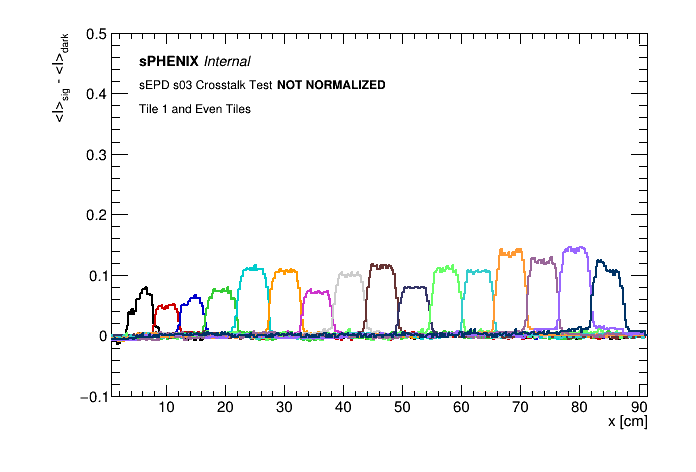 <I>sig - <I>dark
0.5
0.4
0.3
0.2
0.1
0
−0.1
sPHENIX Internal
sEPD s03 Crosstalk Test NOT NORMALIZED
Tile 1 and Even Tiles
10 20 30 40 50 60 70 80 90
x [cm]